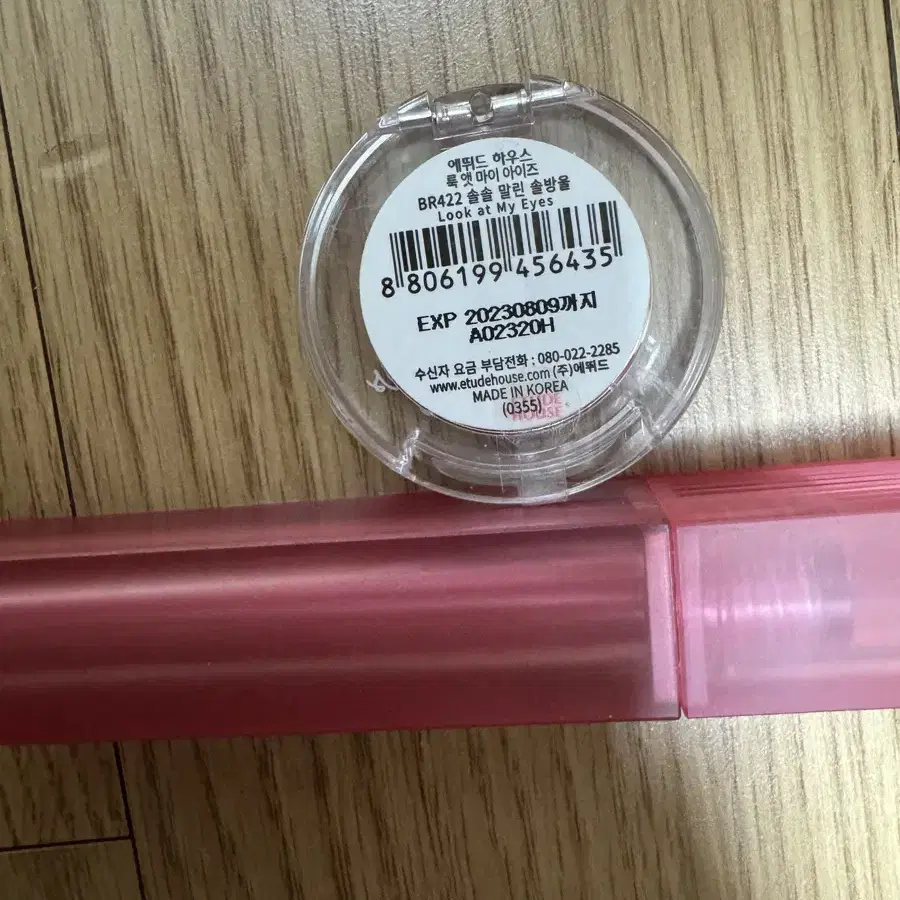 에뛰드 하우스
룩 앳 마이 아이즈
BR422 솔솔 말린 솔방울
Look at My Eyes
8 806199 456435
EXP 20230809까지
A02320H
수신자 요금 부담전화 : 080-022-2285
www.etudehouse.com (주)에뛰드
MADE IN KOREA
(0355)
ETUDE
HOUSE